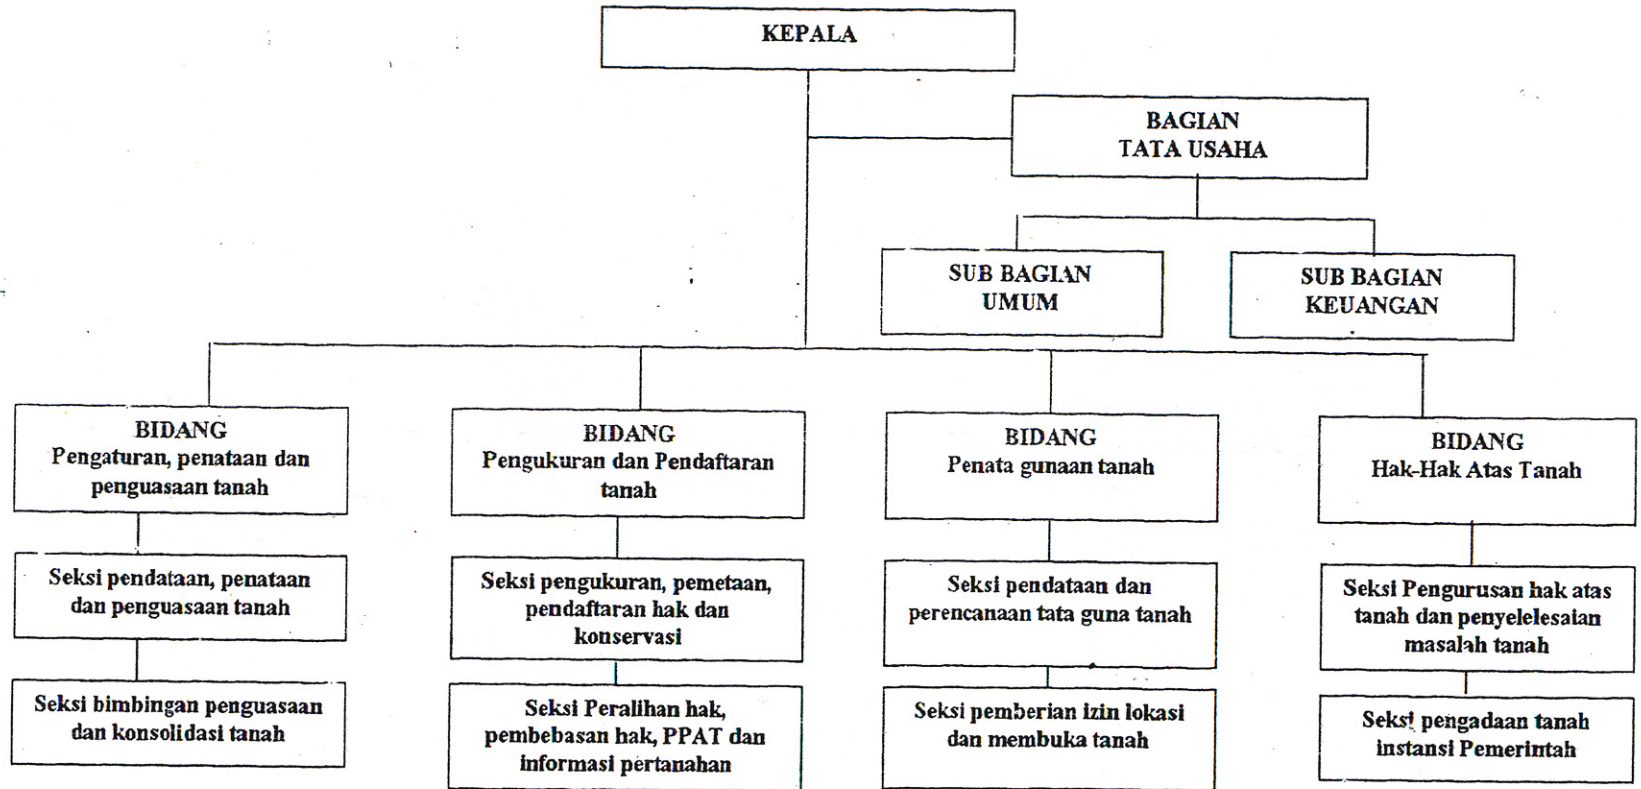 KEPALA
BAGIAN
TATA USAHA
SUB BAGIAN
UMUM
SUB BAGIAN
KEUANGAN
BIDANG
Pengaturan, penataan dan
penguasaan tanah
BIDANG
Pengukuran dan Pendaftaran
tanah
BIDANG
Penata gunaan tanah
BIDANG
Hak-Hak Atas Tanah
Seksi pendataan, penataan
dan penguasaan tanah
Seksi pengukuran, pemetaan,
pendaftaran hak dan
konservasi
Seksi pendataan dan
perencanaan tata guna tanah
Seksi Pengurusan hak atas
tanah dan penyelelesaian
masalah tanah
Seksi bimbingan penguasaan
dan konsolidasi tanah
Seksi Peralihan hak,
pembebasan hak, PPAT dan
informasi pertanahan
Seksi pemberian izin lokasi
dan membuka tanah
Seksi pengadaan tanah
instansi Pemerintah